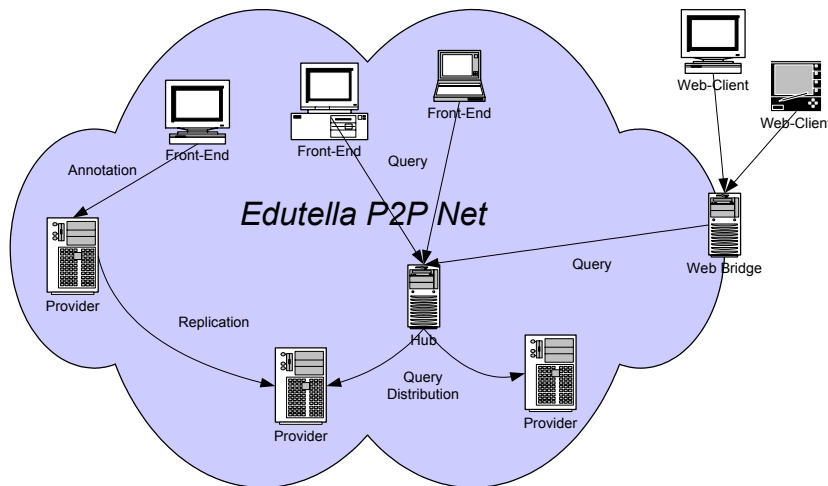 Web-Client
Web-Client
Front-End
Front-End
Front-End
Annotation
Query
Edutella P2P Net
Query
Web Bridge
Provider
Replication
Hub
Query
Distribution
Provider
Provider